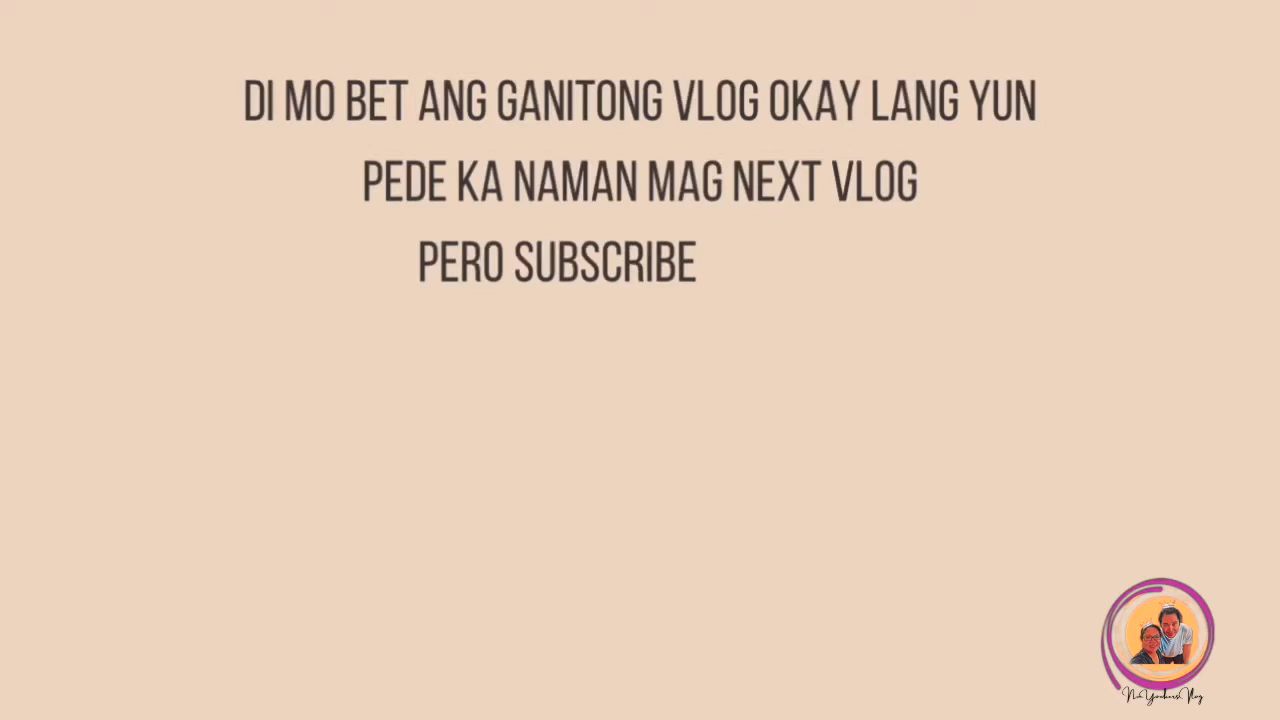 DI MO BET ANG GANITONG VLOG OKAY LANG YUN
PEDE KA NAMAN MAG NEXT VLOG
PERO SUBSCRIBE